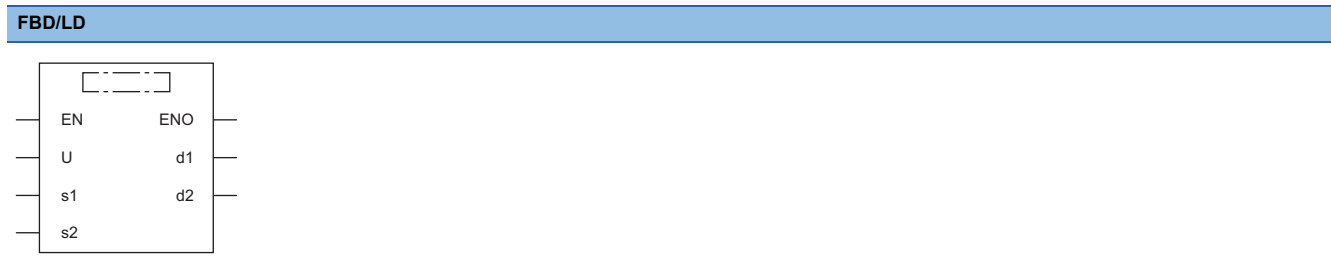 FBD/LD
EN ENO
U d1
s1 d2
s2